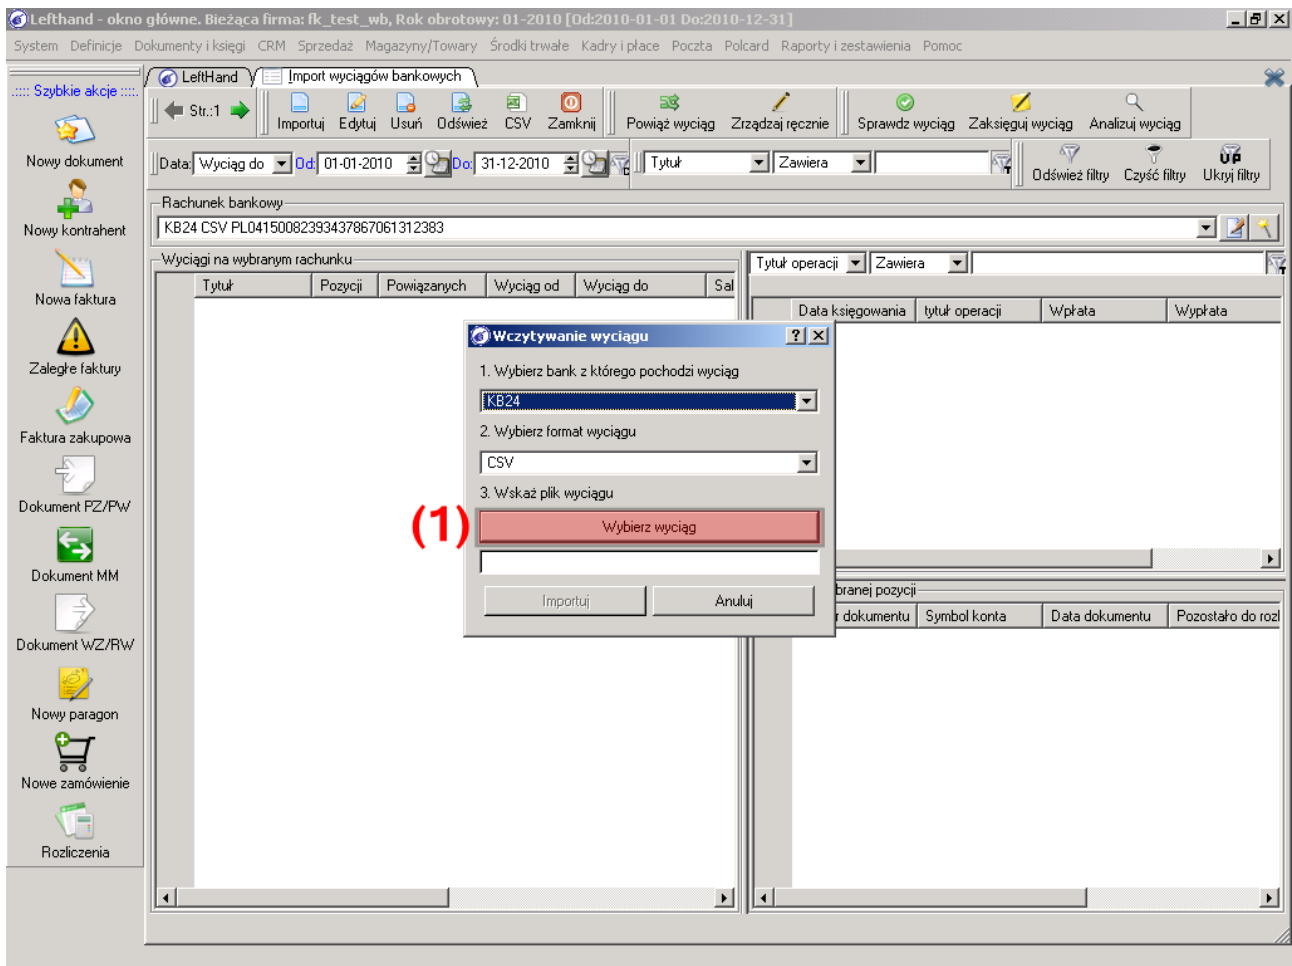 Lefthand - okno główne. Bieżąca firma: fk_test_wb, Rok obrotowy: 01-2010 [Od:2010-01-01 Do:2010-12-31]
System Definicje Dokumenty i księgi CRM Sprzedaż Magazyny/Towary Środki trwałe Kadry i płace Poczta Polcard Raporty i zestawienia Pomoc
.:::: Szybkie akcje ::::.
LeftHand Import wyciągów bankowych
Str.:1 Importuj Edytuj Usuń Odśwież CSV Zamknij Powiąż wyciąg Zrządzaj ręcznie Sprawdz wyciąg Zaksięguj wyciąg Analizuj wyciąg
Data: Wyciąg do Od: 01-01-2010 Do: 31-12-2010 Tytuł Zawiera Odśwież filtry Czyść filtry Ukryj filtry
Rachunek bankowy
KB24 CSV PL04150082393437867061312383
Wyciągi na wybranym rachunku
Tytuł Pozycji Powiązanych Wyciąg od Wyciąg do Sal
Tytuł operacji Zawiera
Data księgowania tytuł operacji Wpłata Wypłata
Nowy dokument
Nowy kontrahent
Nowa faktura
Zaległe faktury
Faktura zakupowa
Dokument PZ/PW
Dokument MM
Dokument WZ/RW
Nowy paragon
Nowe zamówienie
Rozliczenia
Wczytywanie wyciągu
1. Wybierz bank z którego pochodzi wyciąg
KB24
2. Wybierz format wyciągu
CSV
3. Wskaż plik wyciągu
(1)
Wybierz wyciąg
Importuj Anuluj
branej pozycji
r dokumentu Symbol konta Data dokumentu Pozostało do rozl